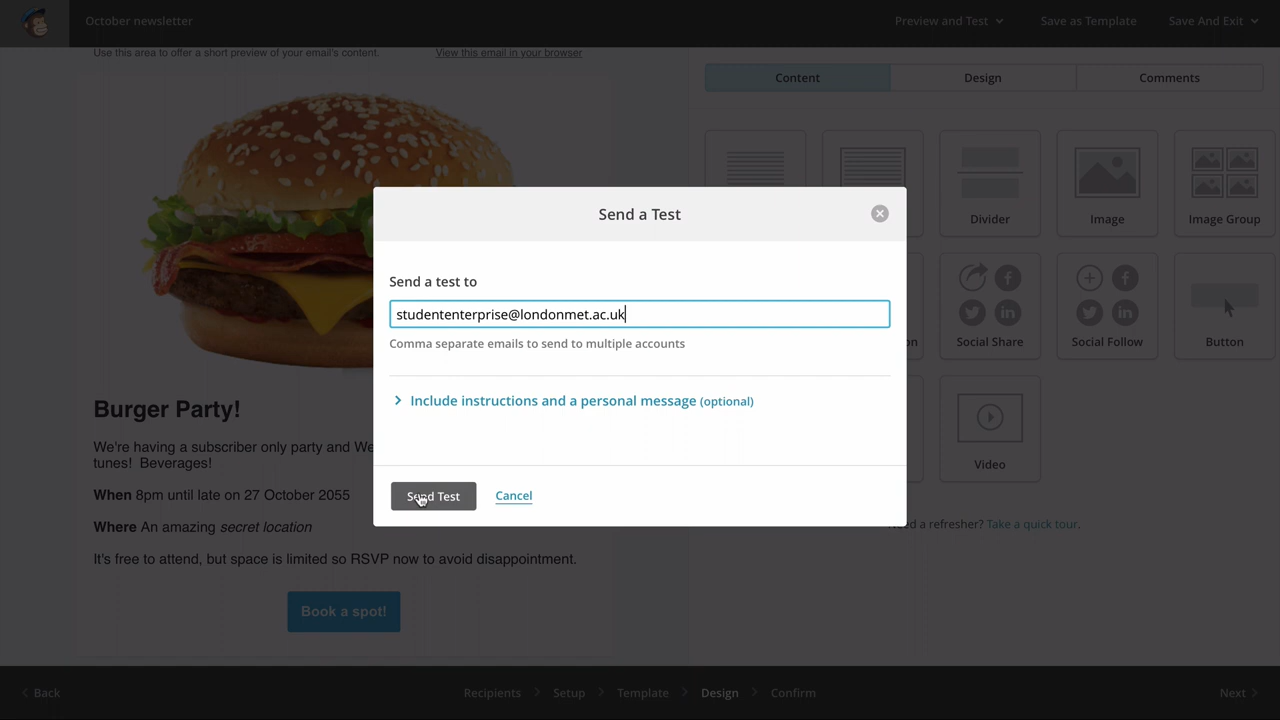 October newsletter
Preview and Test
Save as Template
Save And Exit
Use this area to offer a short preview of your email's content.
View this email in your browser
Content
Design
Comments
Divider
Image
Image Group
Send a Test
Send a test to
studententerprise@londonmet.ac.uk
Comma separate emails to send to multiple accounts
Include instructions and a personal message (optional)
Send Test
Cancel
on
Social Share
Social Follow
Button
Video
Need a refresher? Take a quick tour.
Burger Party!
We're having a subscriber only party and We
tunes! Beverages!
When 8pm until late on 27 October 2055
Where An amazing secret location
It's free to attend, but space is limited so RSVP now to avoid disappointment.
Book a spot!
Back
Recipients
Setup
Template
Design
Confirm
Next